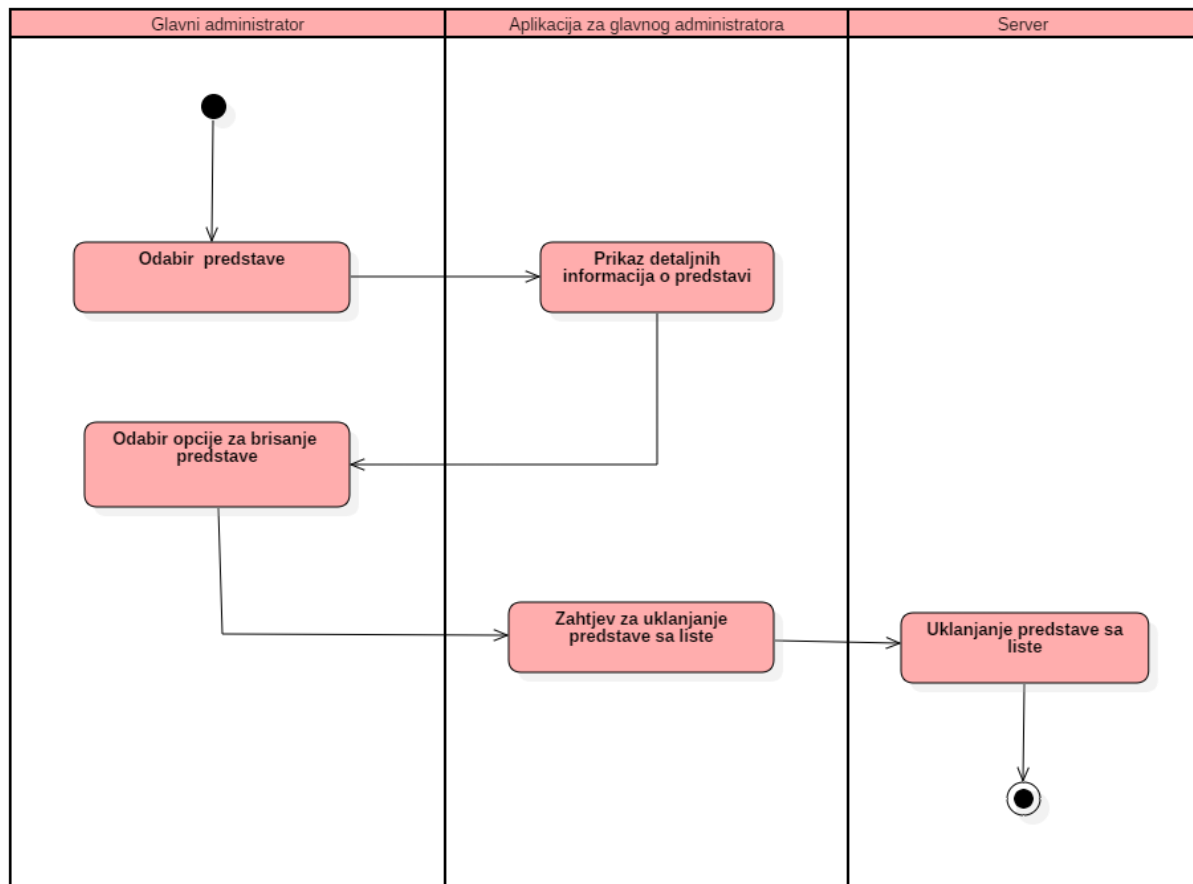 Glavni administrator
Aplikacija za glavnog administratora
Server
Odabir predstave
Prikaz detaljnih
informacija o predstavi
Odabir opcije za brisanje
predstave
Zahtjev za uklanjanje
predstave sa liste
Uklanjanje predstave sa
liste